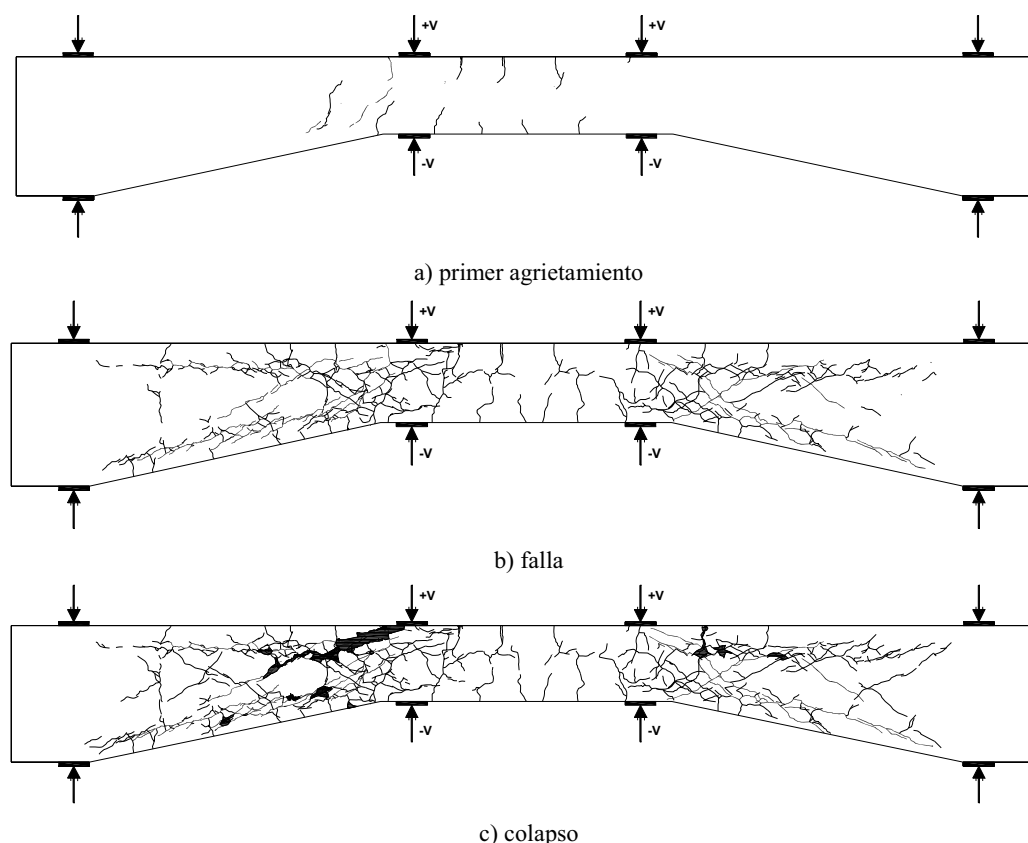 +V +V
-V -V
a) primer agrietamiento
+V +V
-V -V
b) falla
+V +V
-V -V
c) colapso